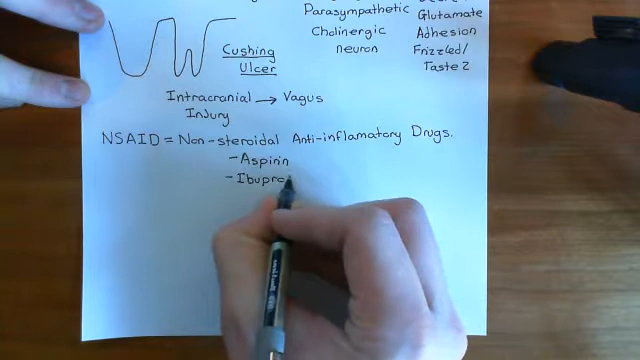 Parasympathetic
Cholinergic
neuron
Glutamate
Adhesion
Frizzled/
Taste 2
Cushing
Ulcer
Intracranial → Vagus
Injury
NSAID = Non-steroidal Anti-inflamatory Drugs.
- Aspirin
- Ibupro